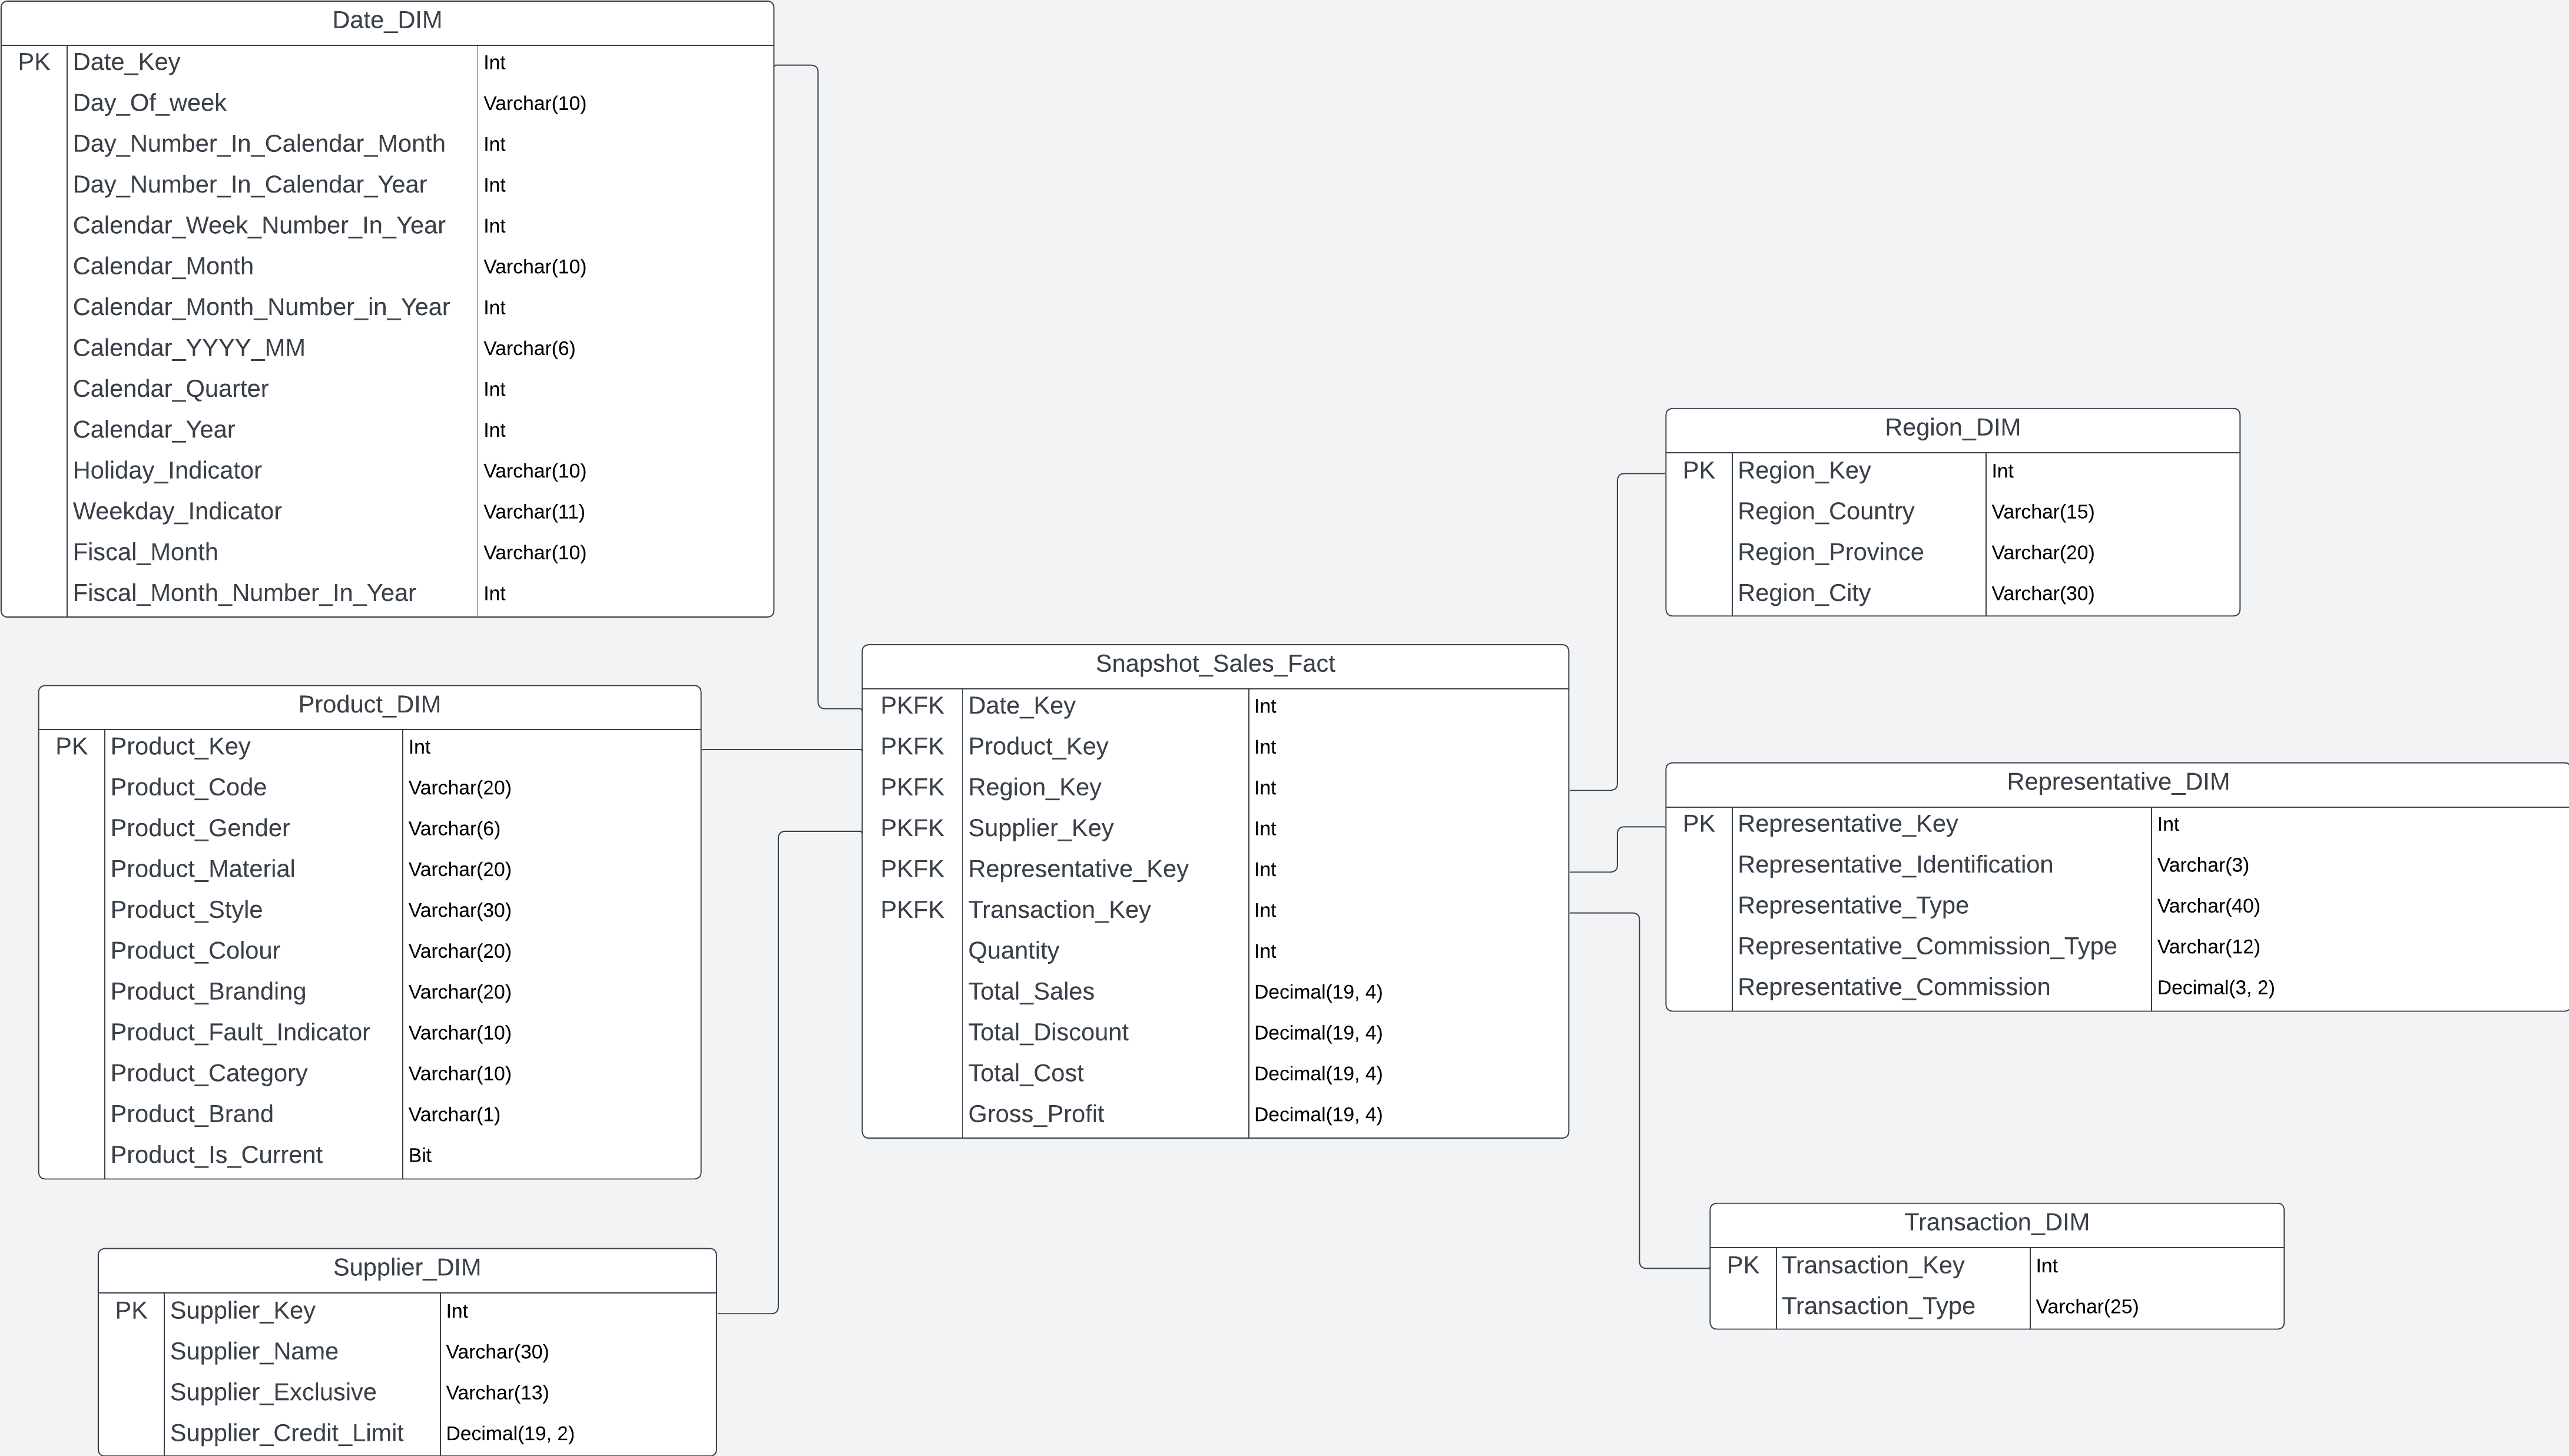 Date_DIM
PK Date_Key Int
Day_Of_week Varchar(10)
Day_Number_In_Calendar_Month Int
Day_Number_In_Calendar_Year Int
Calendar_Week_Number_In_Year Int
Calendar_Month Varchar(10)
Calendar_Month_Number_in_Year Int
Calendar_YYYY_MM Varchar(6)
Calendar_Quarter Int
Calendar_Year Int
Holiday_Indicator Varchar(10)
Weekday_Indicator Varchar(11)
Fiscal_Month Varchar(10)
Fiscal_Month_Number_In_Year Int
Product_DIM
PK Product_Key Int
Product_Code Varchar(20)
Product_Gender Varchar(6)
Product_Material Varchar(20)
Product_Style Varchar(30)
Product_Colour Varchar(20)
Product_Branding Varchar(20)
Product_Fault_Indicator Varchar(10)
Product_Category Varchar(10)
Product_Brand Varchar(1)
Product_Is_Current Bit
Supplier_DIM
PK Supplier_Key Int
Supplier_Name Varchar(30)
Supplier_Exclusive Varchar(13)
Supplier_Credit_Limit Decimal(19, 2)
Snapshot_Sales_Fact
PKFK Date_Key Int
PKFK Product_Key Int
PKFK Region_Key Int
PKFK Supplier_Key Int
PKFK Representative_Key Int
PKFK Transaction_Key Int
Quantity Int
Total_Sales Decimal(19, 4)
Total_Discount Decimal(19, 4)
Total_Cost Decimal(19, 4)
Gross_Profit Decimal(19, 4)
Region_DIM
PK Region_Key Int
Region_Country Varchar(15)
Region_Province Varchar(20)
Region_City Varchar(30)
Representative_DIM
PK Representative_Key Int
Representative_Identification Varchar(3)
Representative_Type Varchar(40)
Representative_Commission_Type Varchar(12)
Representative_Commission Decimal(3, 2)
Transaction_DIM
PK Transaction_Key Int
Transaction_Type Varchar(25)